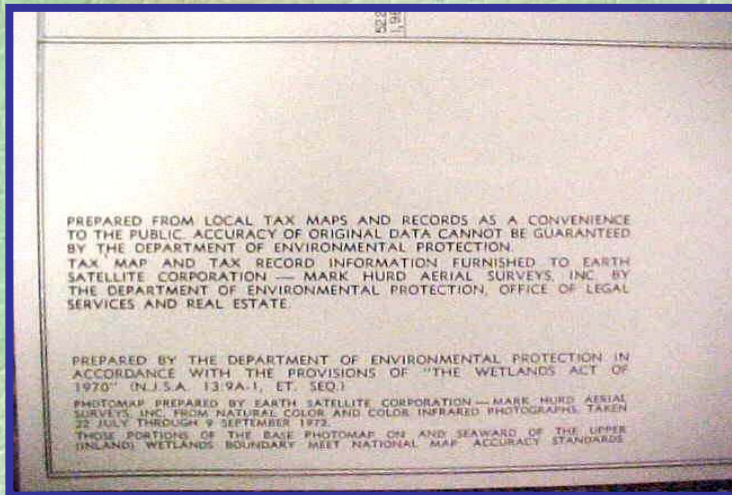 522
1,98
PREPARED FROM LOCAL TAX MAPS AND RECORDS AS A CONVENIENCE
TO THE PUBLIC. ACCURACY OF ORIGINAL DATA CANNOT BE GUARANTEED
BY THE DEPARTMENT OF ENVIRONMENTAL PROTECTION.
TAX MAP AND TAX RECORD INFORMATION FURNISHED TO EARTH
SATELLITE CORPORATION — MARK HURD AERIAL SURVEYS, INC. BY
THE DEPARTMENT OF ENVIRONMENTAL PROTECTION, OFFICE OF LEGAL
SERVICES AND REAL ESTATE.
PREPARED BY THE DEPARTMENT OF ENVIRONMENTAL PROTECTION IN
ACCORDANCE WITH THE PROVISIONS OF "THE WETLANDS ACT OF
1970" (N.J.S.A. 13:9A-1, ET. SEQ.)
PHOTOMAP PREPARED BY EARTH SATELLITE CORPORATION — MARK HURD AERIAL
SURVEYS, INC. FROM NATURAL COLOR AND COLOR INFRARED PHOTOGRAPHS, TAKEN
22 JULY THROUGH 9 SEPTEMBER 1972.
THOSE PORTIONS OF THE BASE PHOTOMAP ON AND SEAWARD OF THE UPPER
(INLAND) WETLANDS BOUNDARY MEET NATIONAL MAP ACCURACY STANDARDS.